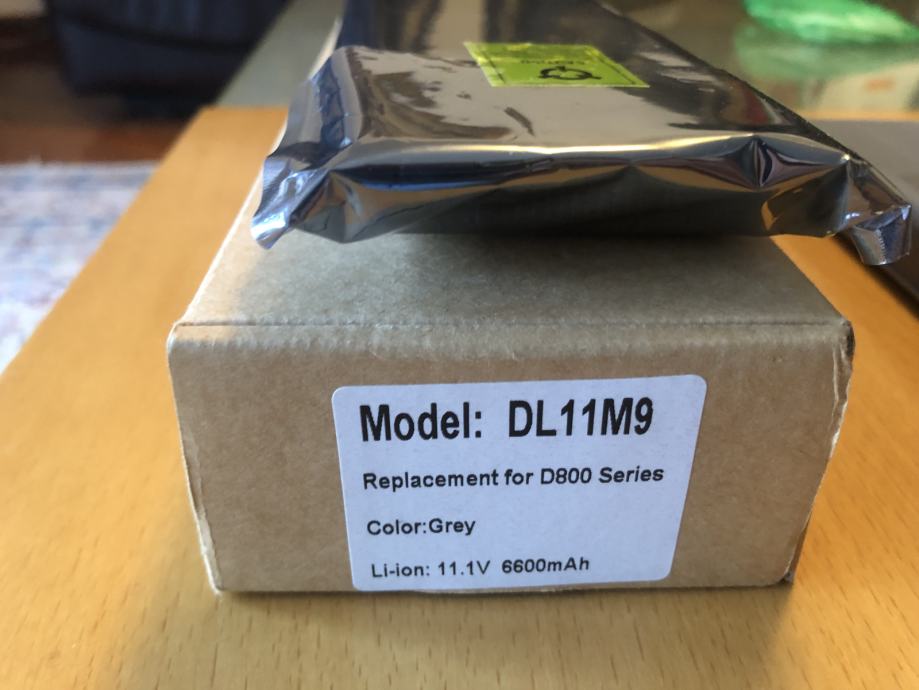 Model: DL11M9
Replacement for D800 Series
Color:Grey
Li-ion: 11.1V 6600mAh